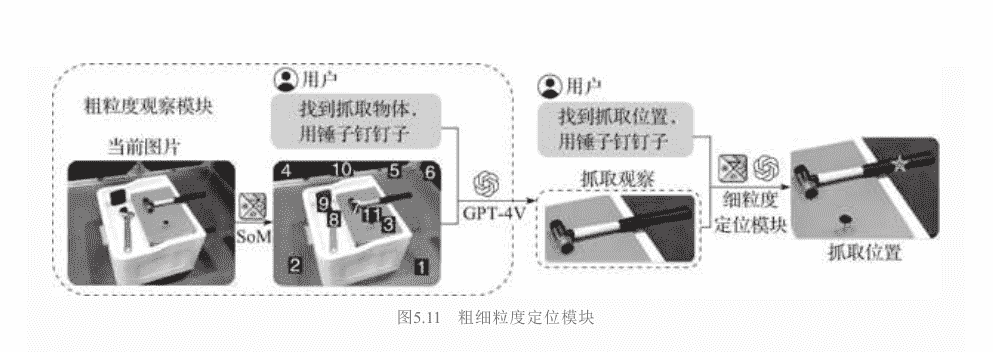 粗粒度观察模块
当前图片
SoM
用户
找到抓取物体，
用锤子钉钉子
4
10
5
6
9
8
11
3
2
1
GPT-4V
用户
找到抓取位置，
用锤子钉钉子
抓取观察
细粒度
定位模块
抓取位置
图5.11 粗细粒度定位模块